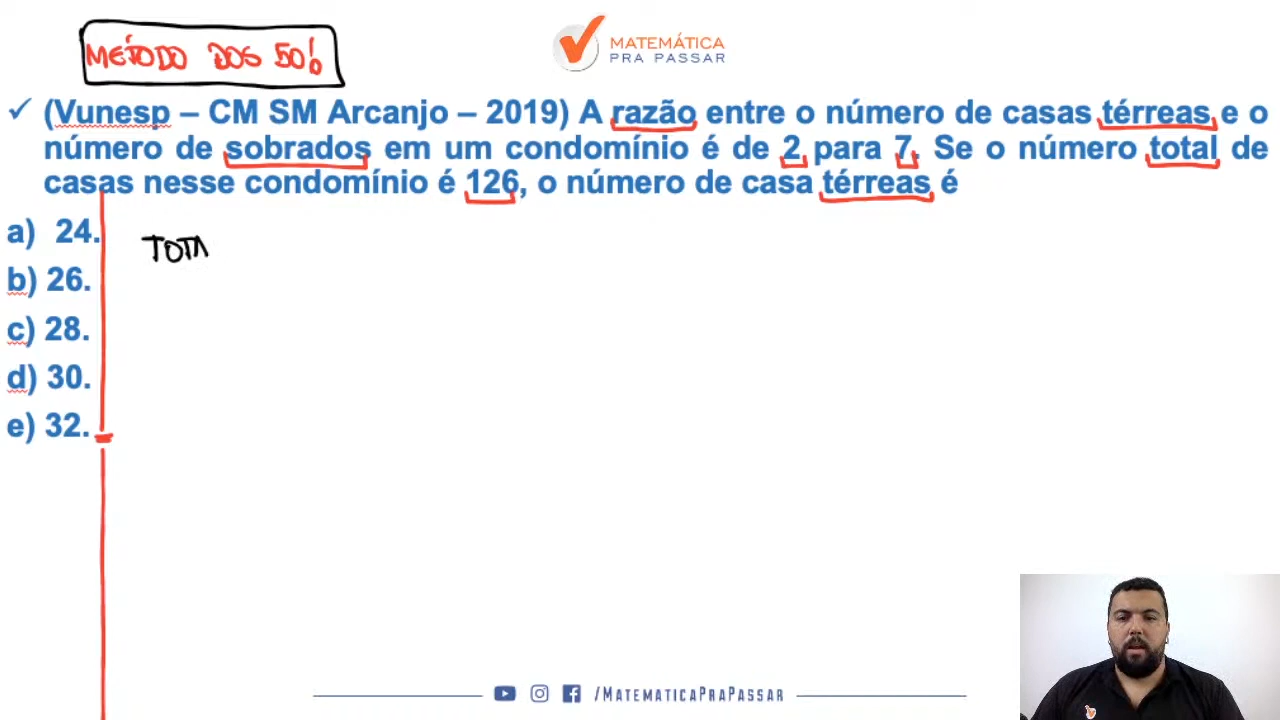 MÉTODO DOS 50!
MATEMÁTICA
PRA PASSAR
✓ (Vunesp – CM SM Arcanjo – 2019) A razão entre o número de casas térreas e o
número de sobrados em um condomínio é de 2 para 7. Se o número total de
casas nesse condomínio é 126, o número de casa térreas é
a) 24.
TOTA
b) 26.
c) 28.
d) 30.
e) 32.
/MATEMATICAPRAPASSAR